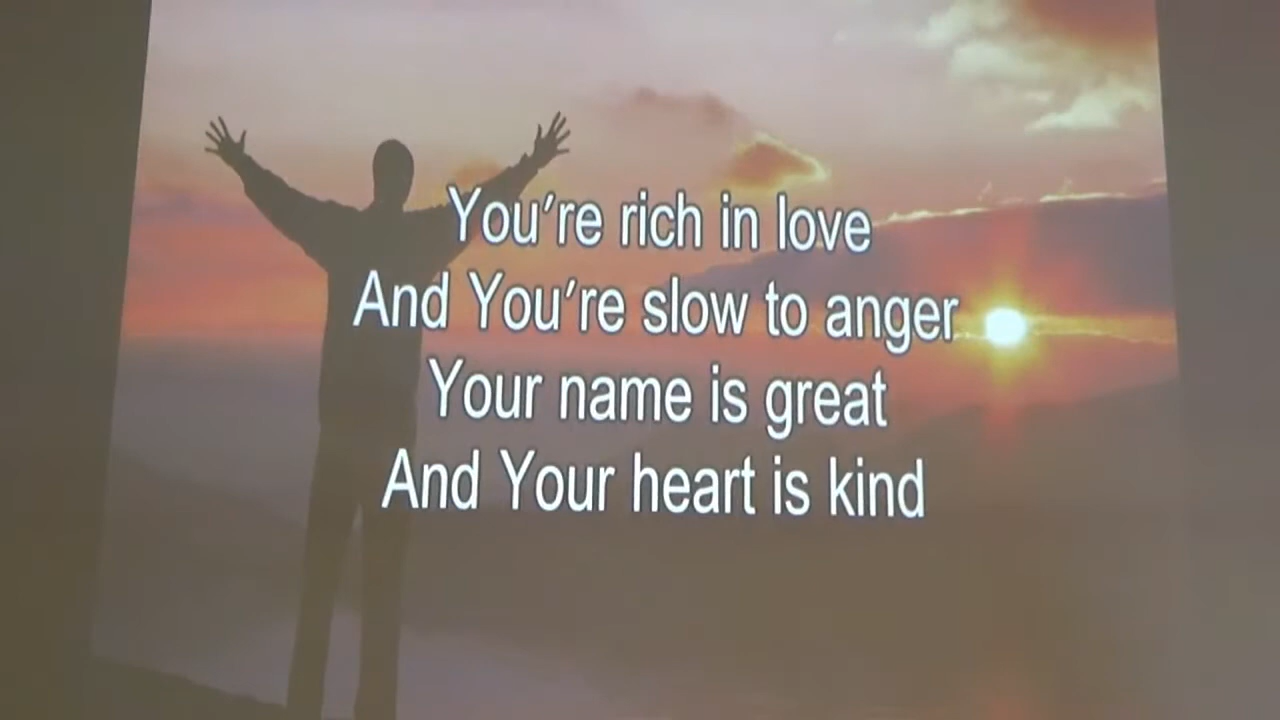 You're rich in love
And You're slow to anger
Your name is great
And Your heart is kind